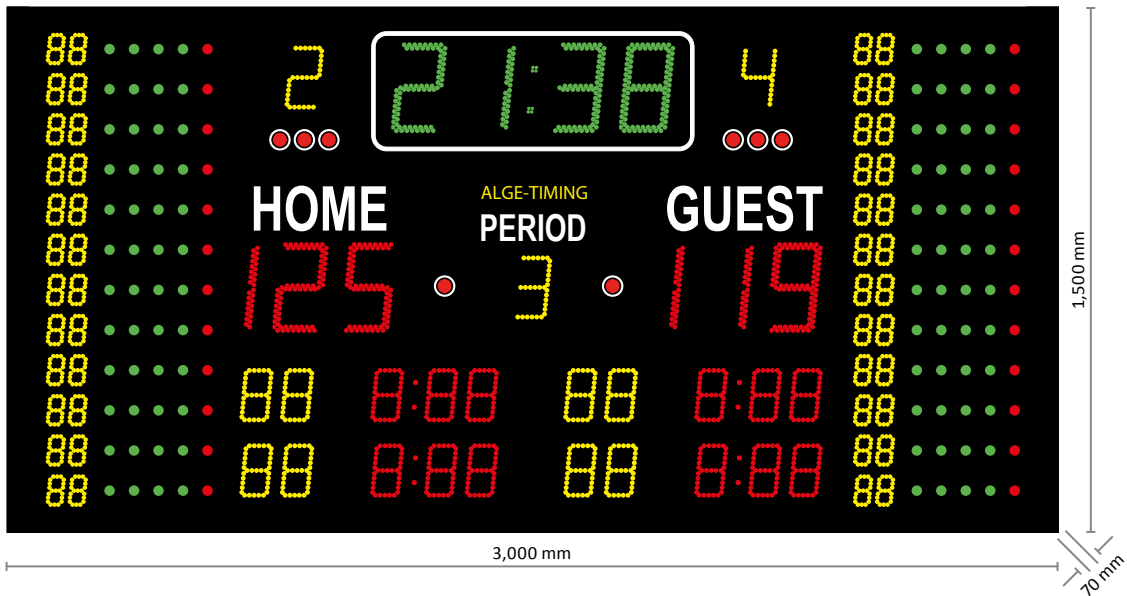 88 2 21:38 4 88
88 88
88 88
88 88
ALGE-TIMING
88 HOME GUEST 88
PERIOD
88 88
88 125 3 119 88
88 88
88 88
88 8:88 88 8:88
88 88
88 88
88 8:88 88 8:88
88 88
1,500 mm
3,000 mm
70 mm